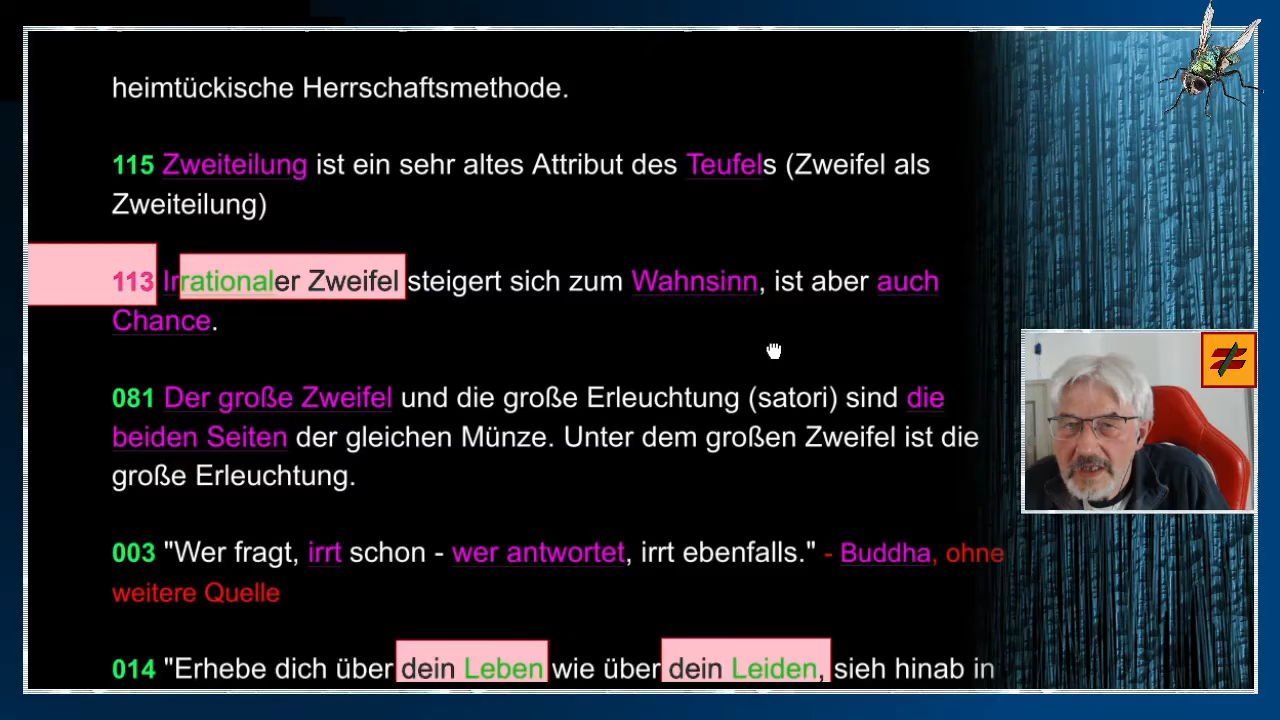 heimtückische Herrschaftsmethode.
115 Zweiteilung ist ein sehr altes Attribut des Teufels (Zweifel als
Zweiteilung)
113 Irrationaler Zweifel steigert sich zum Wahnsinn, ist aber auch
Chance.
081 Der große Zweifel und die große Erleuchtung (satori) sind die
beiden Seiten der gleichen Münze. Unter dem großen Zweifel ist die
große Erleuchtung.
003 "Wer fragt, irrt schon - wer antwortet, irrt ebenfalls." - Buddha, ohne
weitere Quelle
014 "Erhebe dich über dein Leben wie über dein Leiden, sieh hinab in